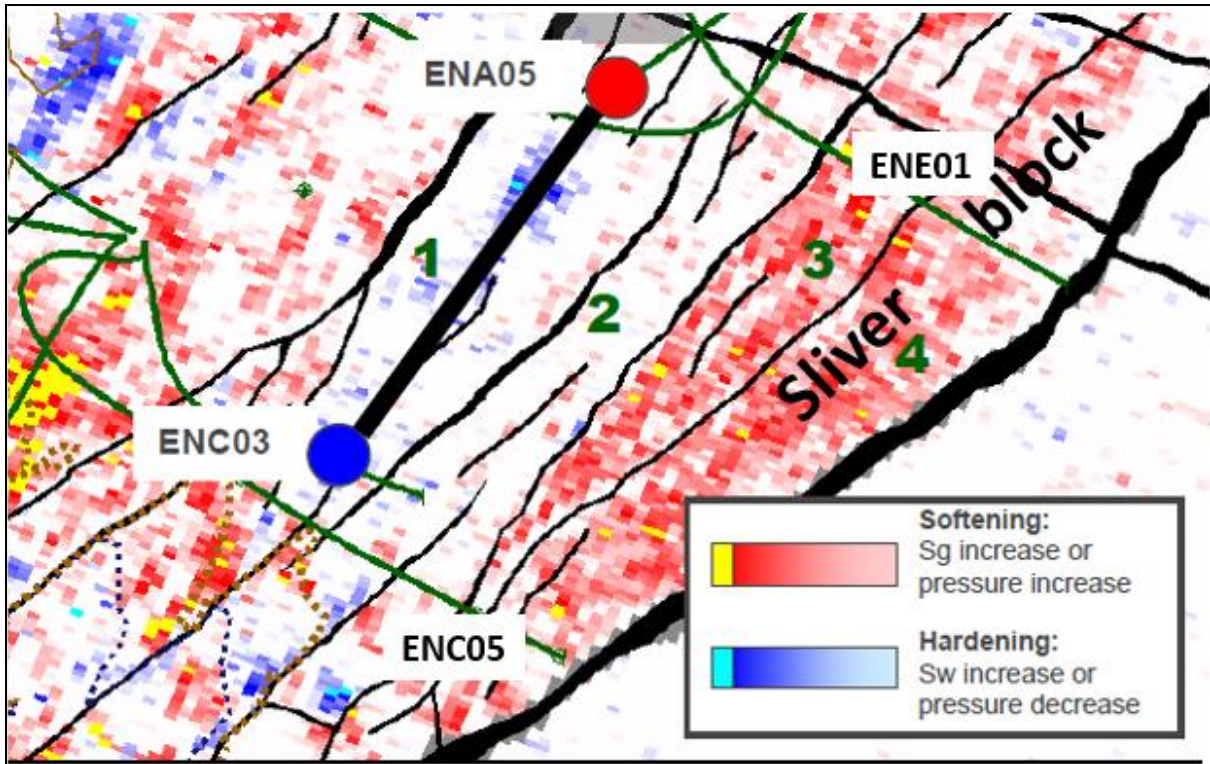 ENA05
ENE01
block
1
3
2
Sliver
4
ENC03
Softening:
Sg increase or
pressure increase
Hardening:
Sw increase or
pressure decrease
ENC05